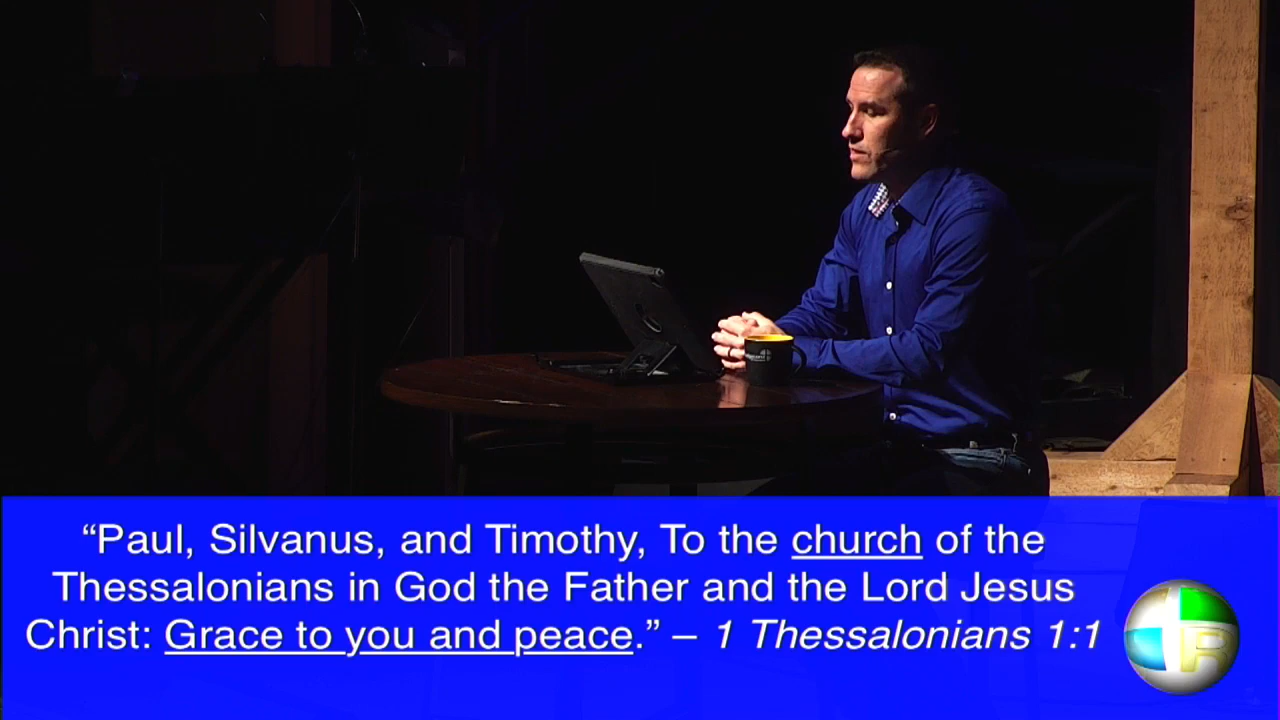 “Paul, Silvanus, and Timothy, To the church of the
Thessalonians in God the Father and the Lord Jesus
Christ: Grace to you and peace.” – 1 Thessalonians 1:1
R